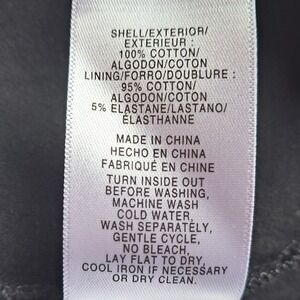 SHELL/EXTERIOR/
EXTERIEUR :
100% COTTON/
ALGODON/COTON
LINING/FORRO/DOUBLURE :
95% COTTON/
ALGODON/COTON
5% ELASTANE/LASTANO/
ÉLASTHANNE
MADE IN CHINA
HECHO EN CHINA
FABRIQUÉ EN CHINE
TURN INSIDE OUT
BEFORE WASHING,
MACHINE WASH
COLD WATER,
WASH SEPARATELY,
GENTLE CYCLE,
NO BLEACH,
LAY FLAT TO DRY,
COOL IRON IF NECESSARY
OR DRY CLEAN.